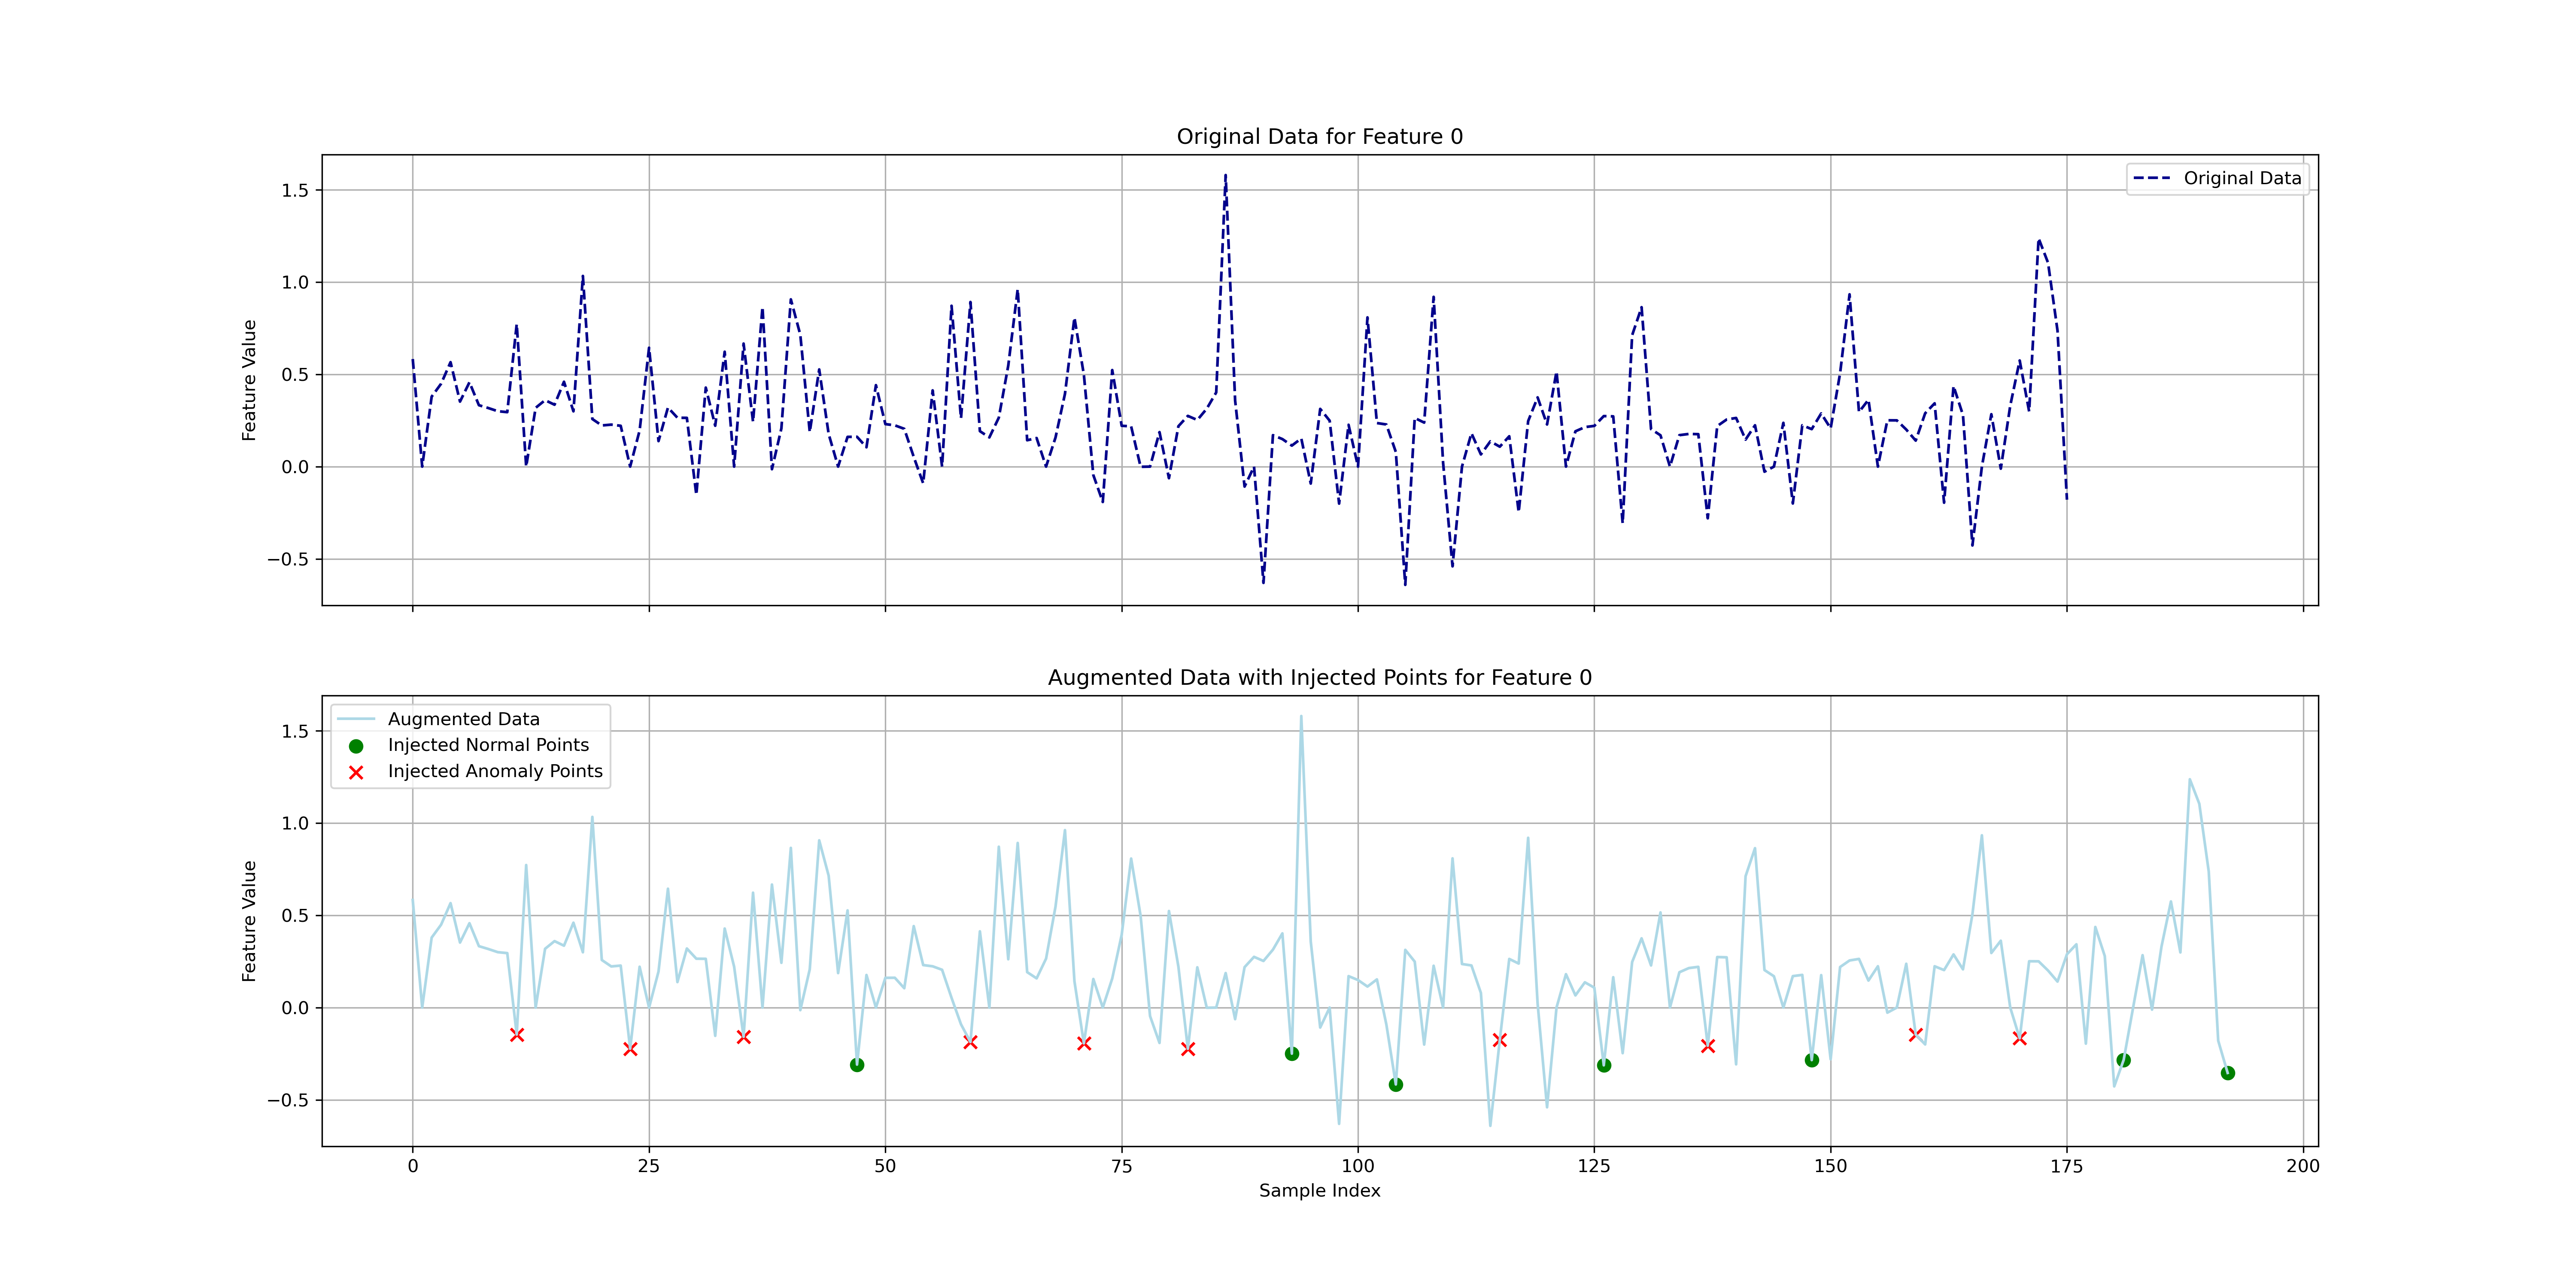 Original Data for Feature 0
Original Data
Feature Value
1.5
1.0
0.5
0.0
−0.5
Augmented Data with Injected Points for Feature 0
Augmented Data
Injected Normal Points
Injected Anomaly Points
Feature Value
1.5
1.0
0.5
0.0
−0.5
0 25 50 75 100 125 150 175 200
Sample Index